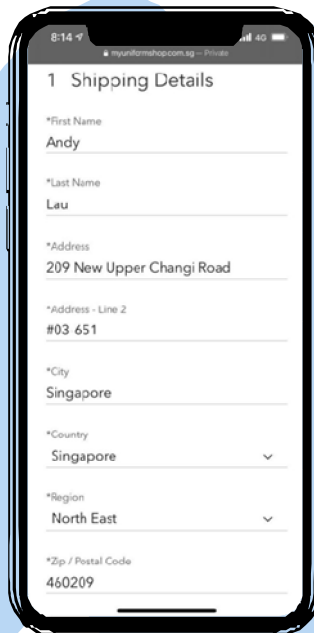 8:14
4G
myuniformshop.com.sg — Private
1 Shipping Details
*First Name
Andy
*Last Name
Lau
*Address
209 New Upper Changi Road
*Address - Line 2
#03 651
*City
Singapore
*Country
Singapore
*Region
North East
*Zip / Postal Code
460209